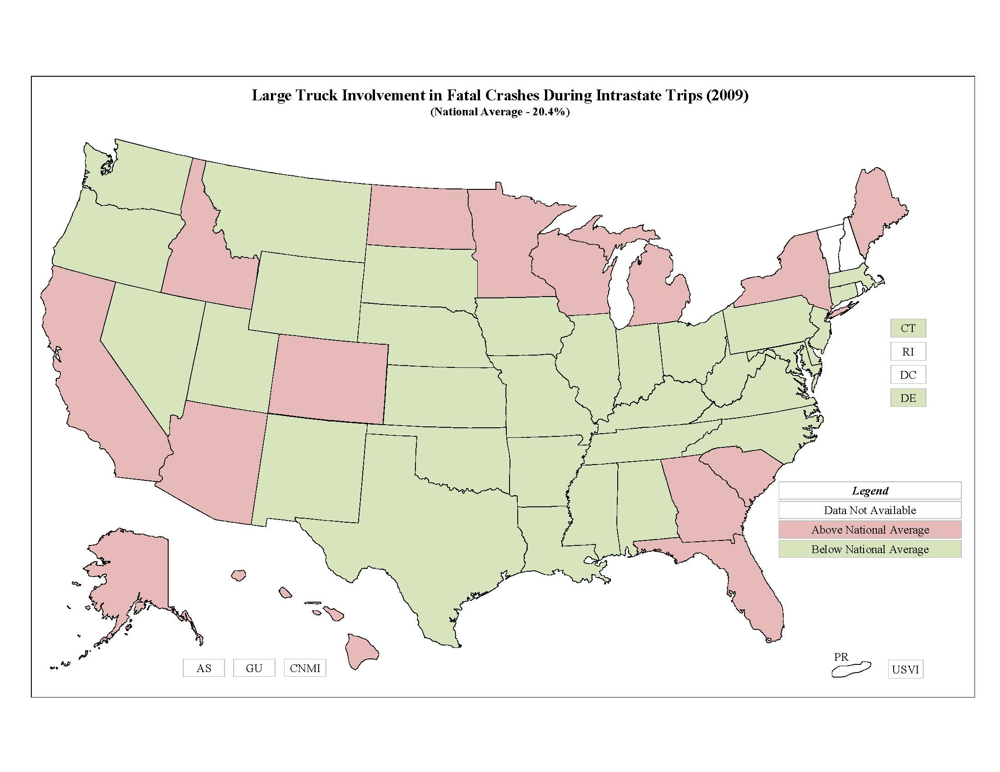 Large Truck Involvement in Fatal Crashes During Intrastate Trips (2009)
(National Average - 20.4%)
CT
RI
DC
DE
Legend
Data Not Available
Above National Average
Below National Average
AS
GU
CNMI
PR
USVI